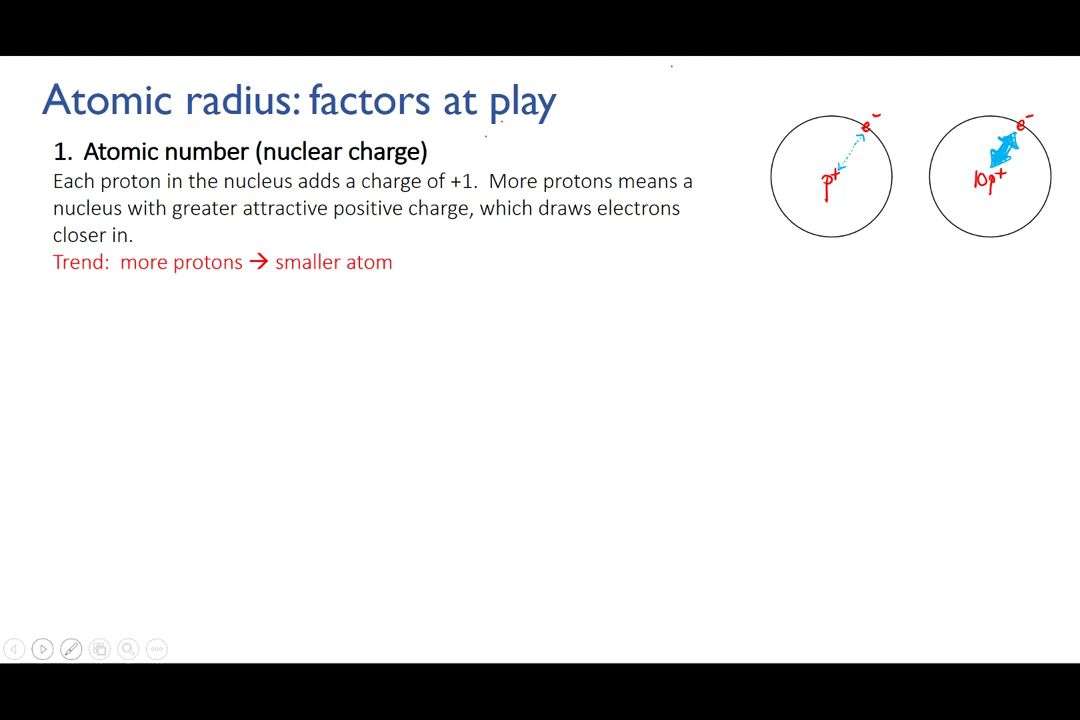 Atomic radius: factors at play
1. Atomic number (nuclear charge)
Each proton in the nucleus adds a charge of +1. More protons means a
nucleus with greater attractive positive charge, which draws electrons
closer in.
Trend: more protons → smaller atom
e⁻
p⁺
e⁻
10p⁺